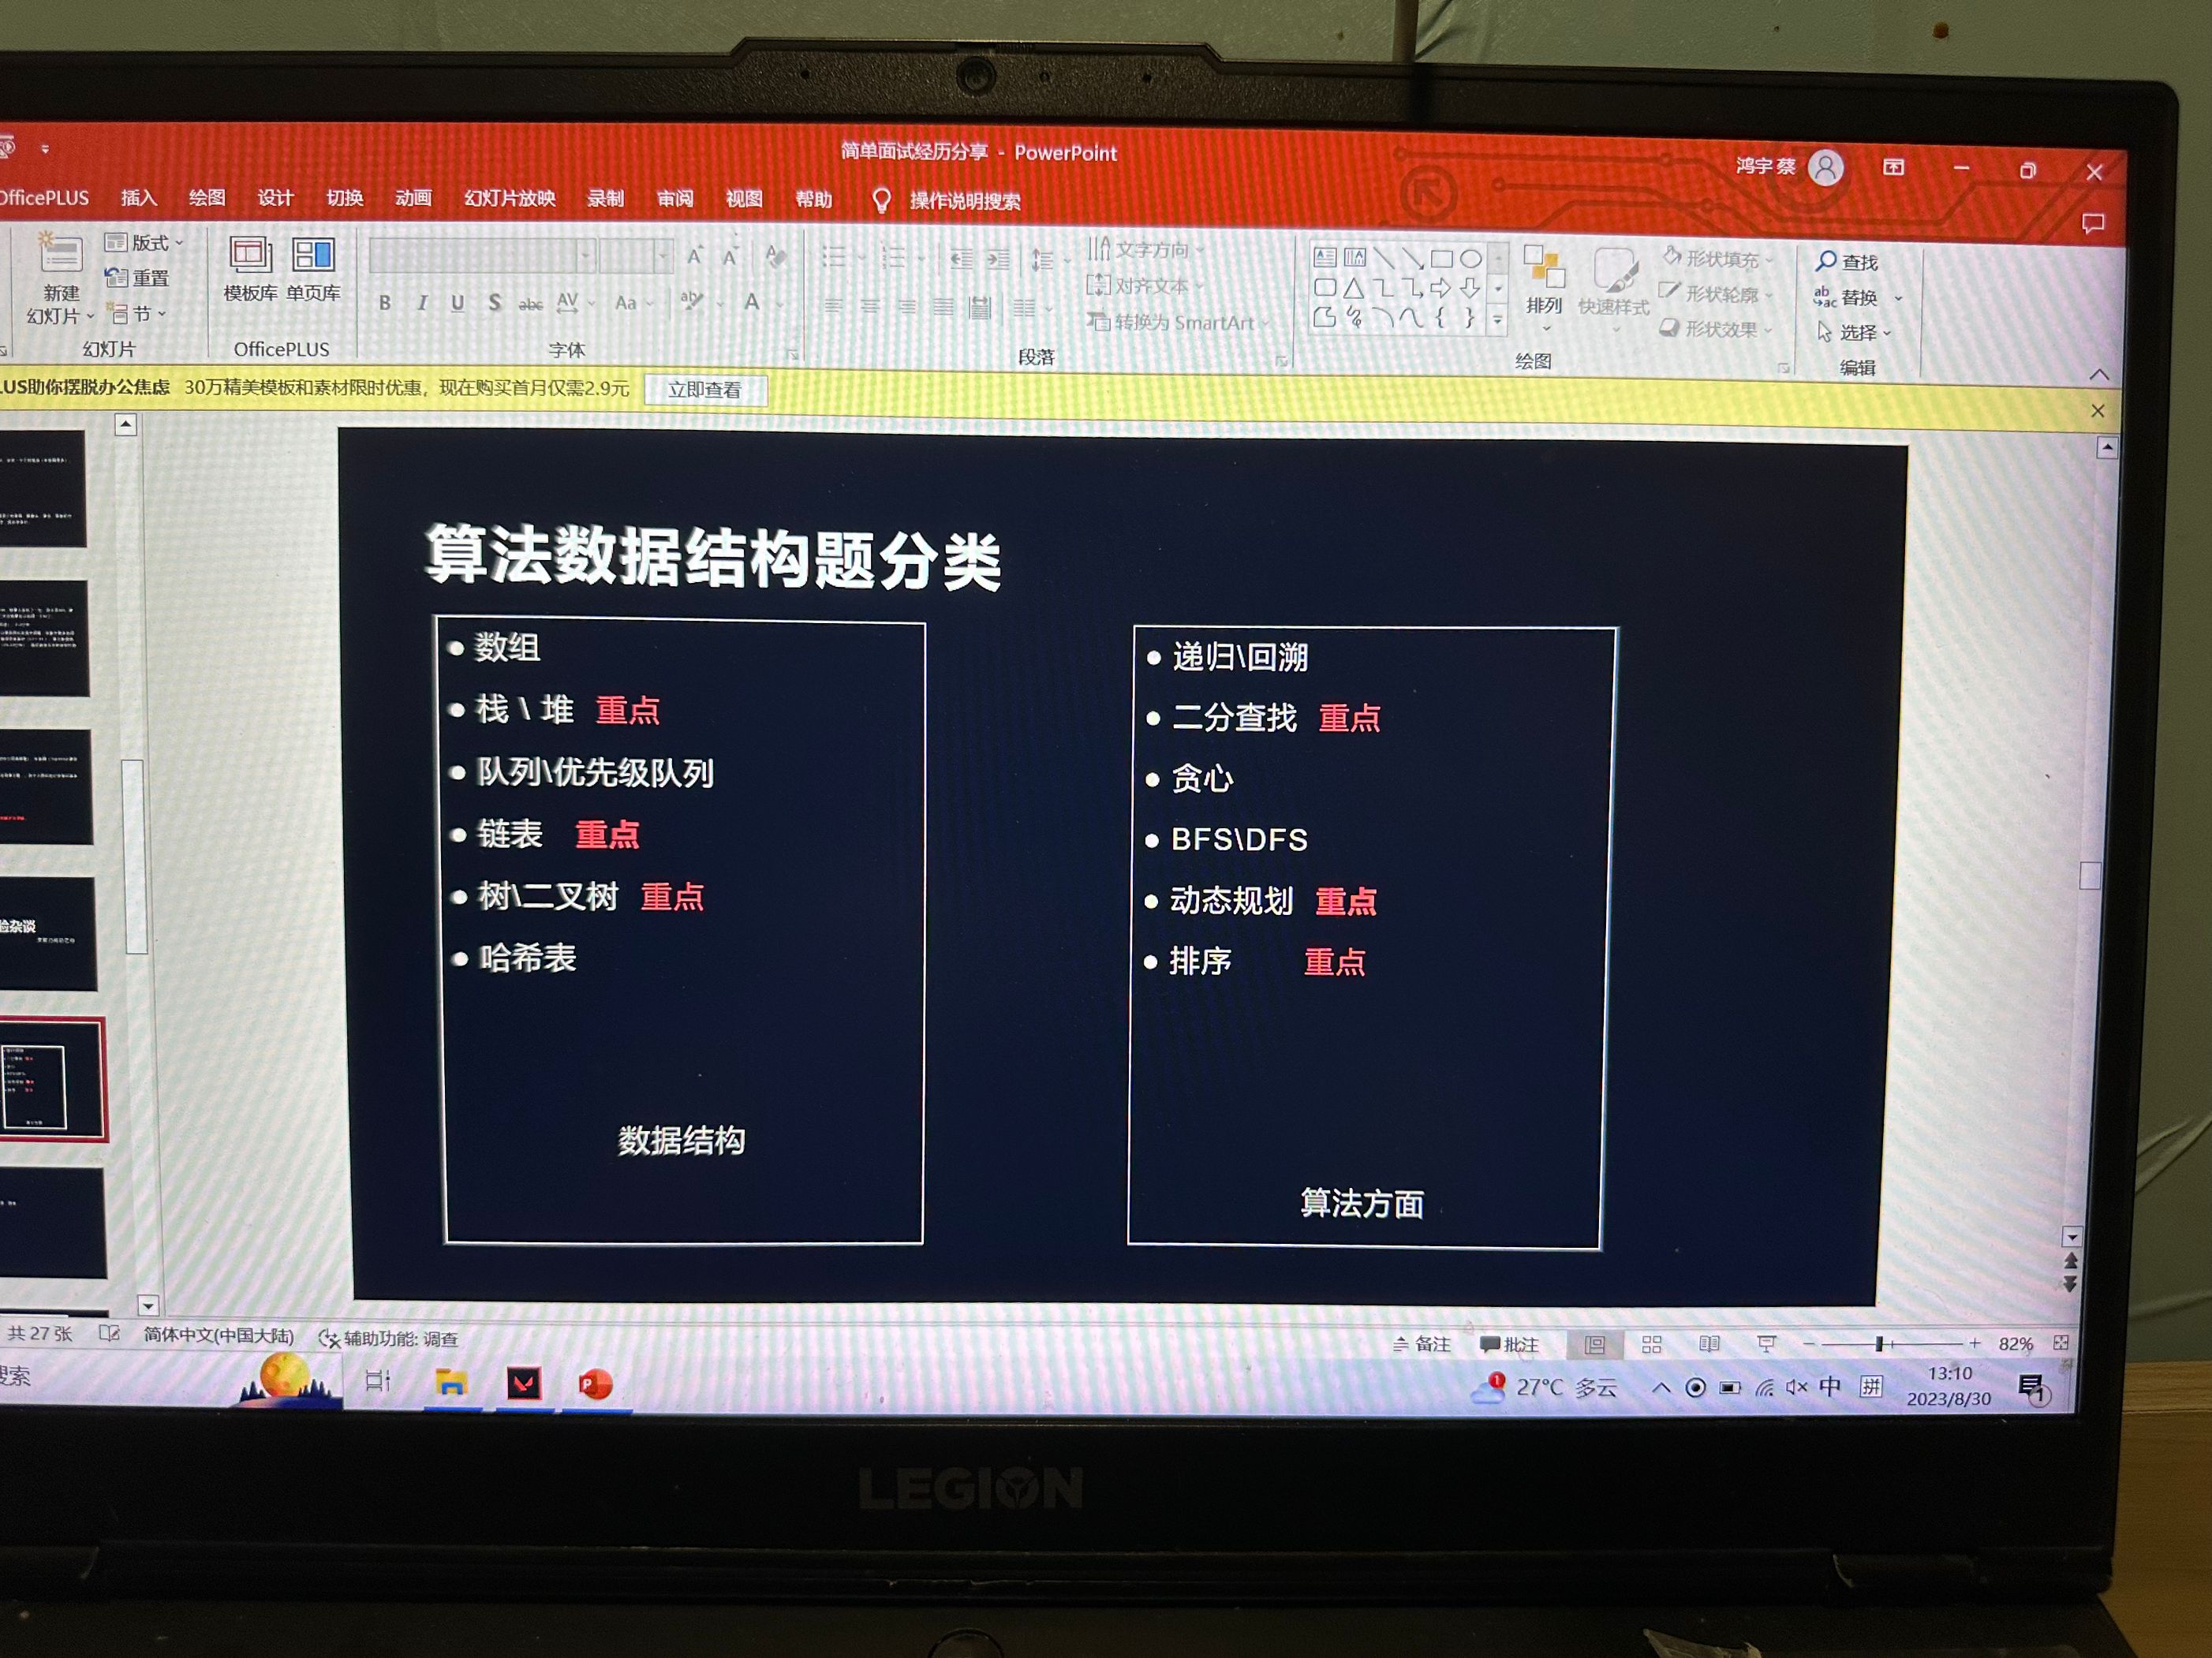 简单面试经历分享 - PowerPoint
鸿宇 蔡
OfficePLUS 插入 绘图 设计 切换 动画 幻灯片放映 录制 审阅 视图 帮助 操作说明搜索
新建
幻灯片
版式
重置
节
幻灯片
模板库 单页库
OfficePLUS
B I U S abc AV Aa A
字体
文字方向
对齐文本
转换为 SmartArt
段落
排列
快速样式
形状填充
形状轮廓
形状效果
绘图
查找
替换
选择
编辑
LUS助你摆脱办公焦虑 30万精美模板和素材限时优惠，现在购买首月仅需2.9元 立即查看
算法数据结构题分类
数组
栈 \ 堆 重点
队列\优先级队列
链表 重点
树\二叉树 重点
哈希表
数据结构
递归\回溯
二分查找 重点
贪心
BFS\DFS
动态规划 重点
排序 重点
算法方面
验杂谈
共 27 张 简体中文(中国大陆) 辅助功能: 调查
备注 批注 82%
搜索
27°C 多云
中 拼
13:10
2023/8/30
LEGION